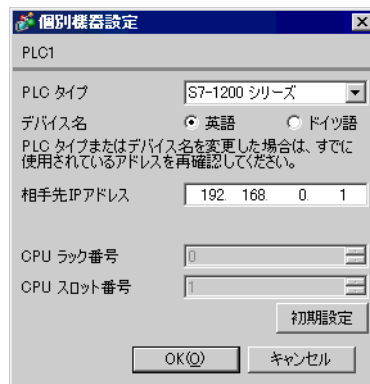 個別機器設定
PLC1
PLC タイプ S7-1200 シリーズ
デバイス名 英語 ドイツ語
PLC タイプまたはデバイス名を変更した場合は、すでに
使用されているアドレスを再確認してください。
相手先IPアドレス 192. 168. 0. 1
CPU ラック番号 0
CPU スロット番号 1
初期設定
OK(O) キャンセル